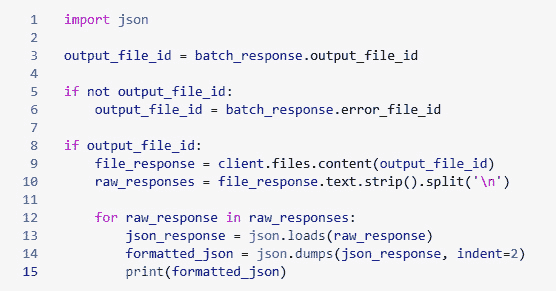 1 import json
2
3 output_file_id = batch_response.output_file_id
4
5 if not output_file_id:
6     output_file_id = batch_response.error_file_id
7
8 if output_file_id:
9     file_response = client.files.content(output_file_id)
10     raw_responses = file_response.text.strip().split('\n')
11
12     for raw_response in raw_responses:
13         json_response = json.loads(raw_response)
14         formatted_json = json.dumps(json_response, indent=2)
15         print(formatted_json)